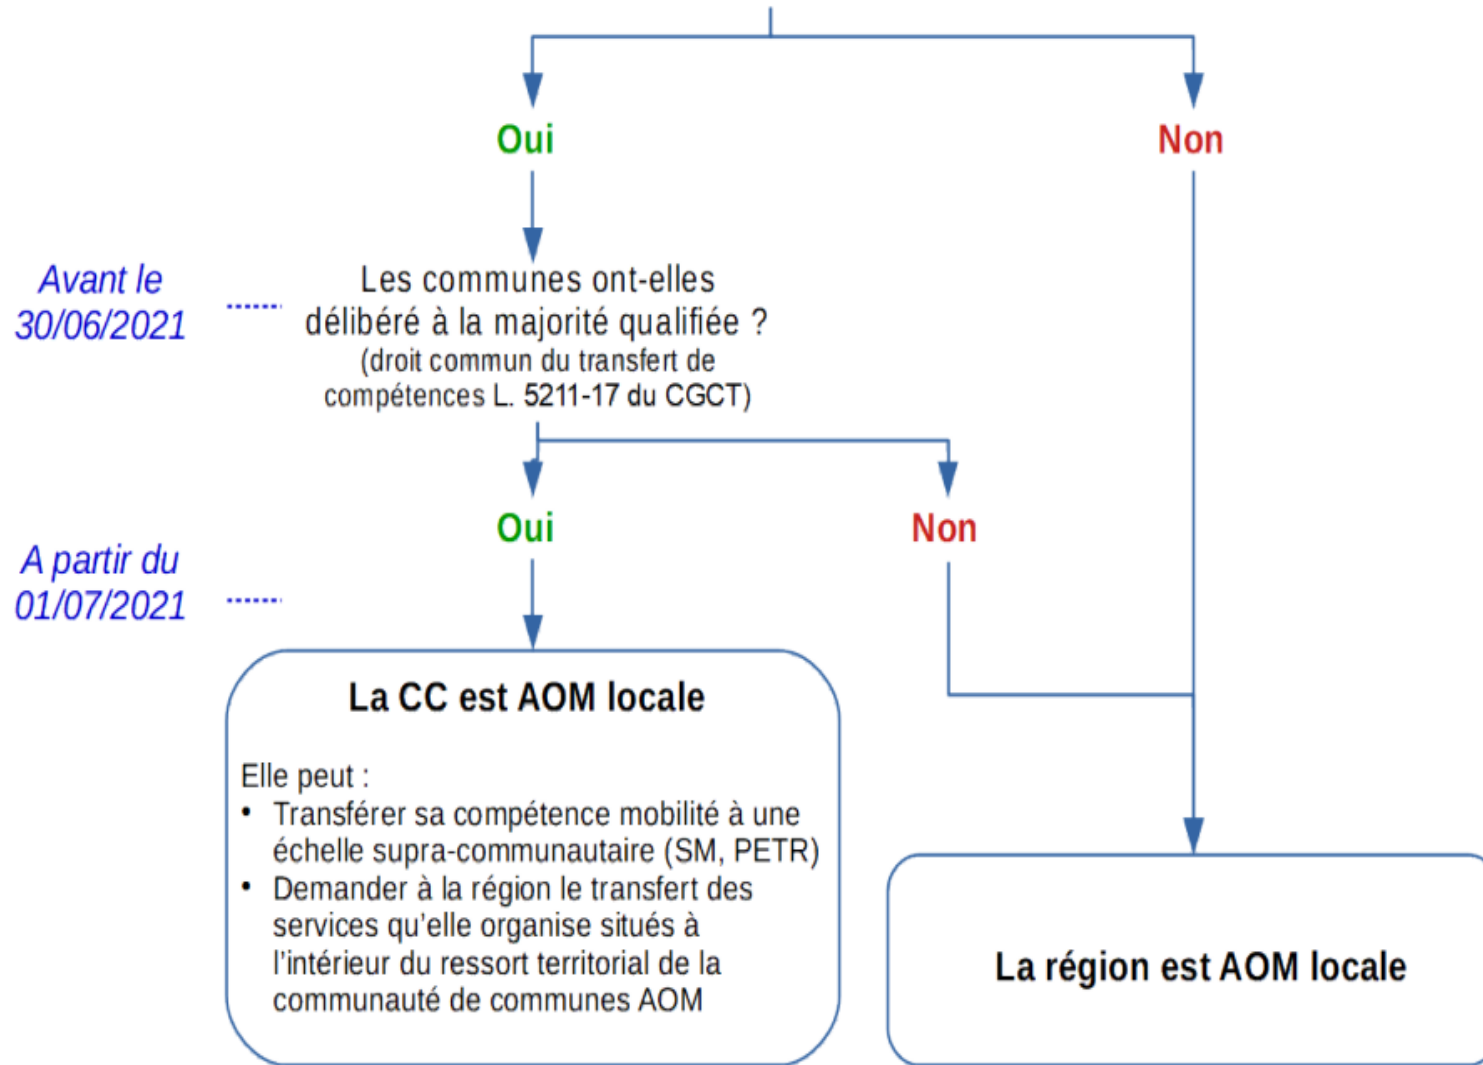 Oui
Non
Avant le
30/06/2021
Les communes ont-elles
délibéré à la majorité qualifiée ?
(droit commun du transfert de
compétences L. 5211-17 du CGCT)
Oui
Non
A partir du
01/07/2021
La CC est AOM locale
Elle peut :
• Transférer sa compétence mobilité à une
échelle supra-communautaire (SM, PETR)
• Demander à la région le transfert des
services qu’elle organise situés à
l’intérieur du ressort territorial de la
communauté de communes AOM
La région est AOM locale